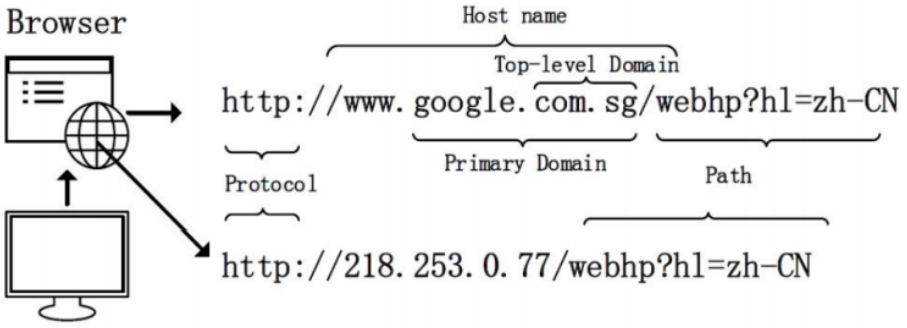 Browser
Host name
Top-level Domain
http://www.google.com.sg/webhp?hl=zh-CN
Primary Domain
Path
Protocol
http://218.253.0.77/webhp?hl=zh-CN